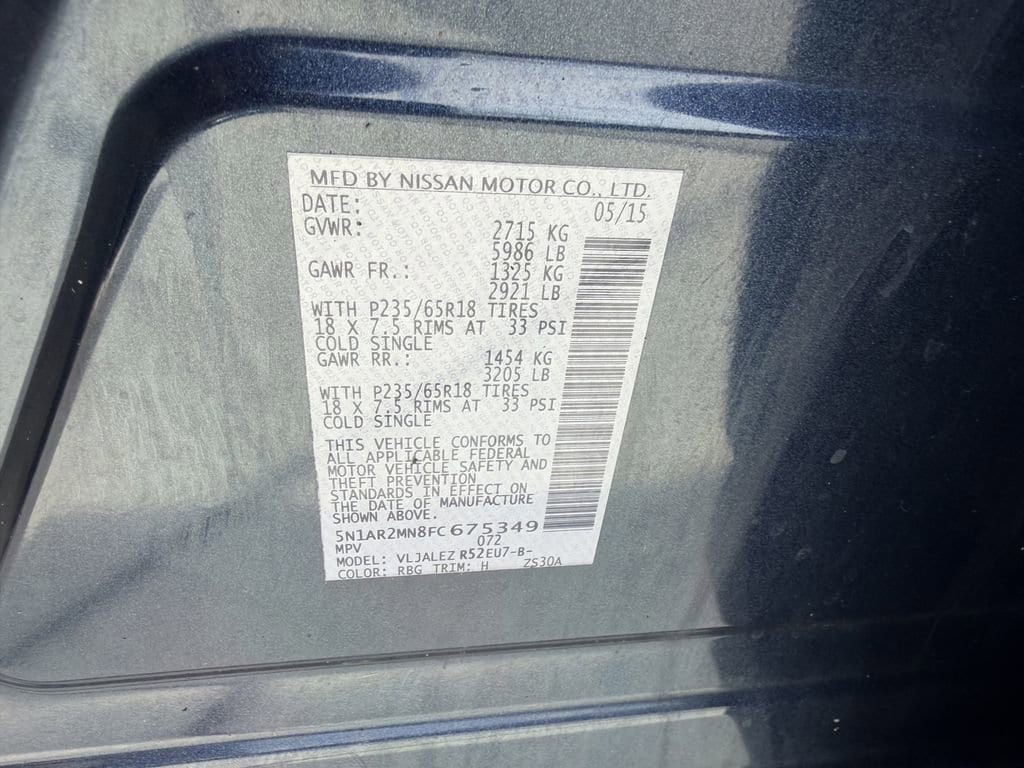 MFD BY NISSAN MOTOR CO., LTD.
DATE: 05/15
GVWR: 2715 KG
5986 LB
GAWR FR.: 1325 KG
2921 LB
WITH P235/65R18 TIRES
18 X 7.5 RIMS AT 33 PSI
COLD SINGLE
GAWR RR.: 1454 KG
3205 LB
WITH P235/65R18 TIRES
18 X 7.5 RIMS AT 33 PSI
COLD SINGLE
THIS VEHICLE CONFORMS TO
ALL APPLICABLE FEDERAL
MOTOR VEHICLE SAFETY AND
THEFT PREVENTION
STANDARDS IN EFFECT ON
THE DATE OF MANUFACTURE
SHOWN ABOVE.
5N1AR2MN8FC675349
MPV 072
MODEL: VLJALEZ R52EU7-B-
COLOR: RBG TRIM: H ZS30A